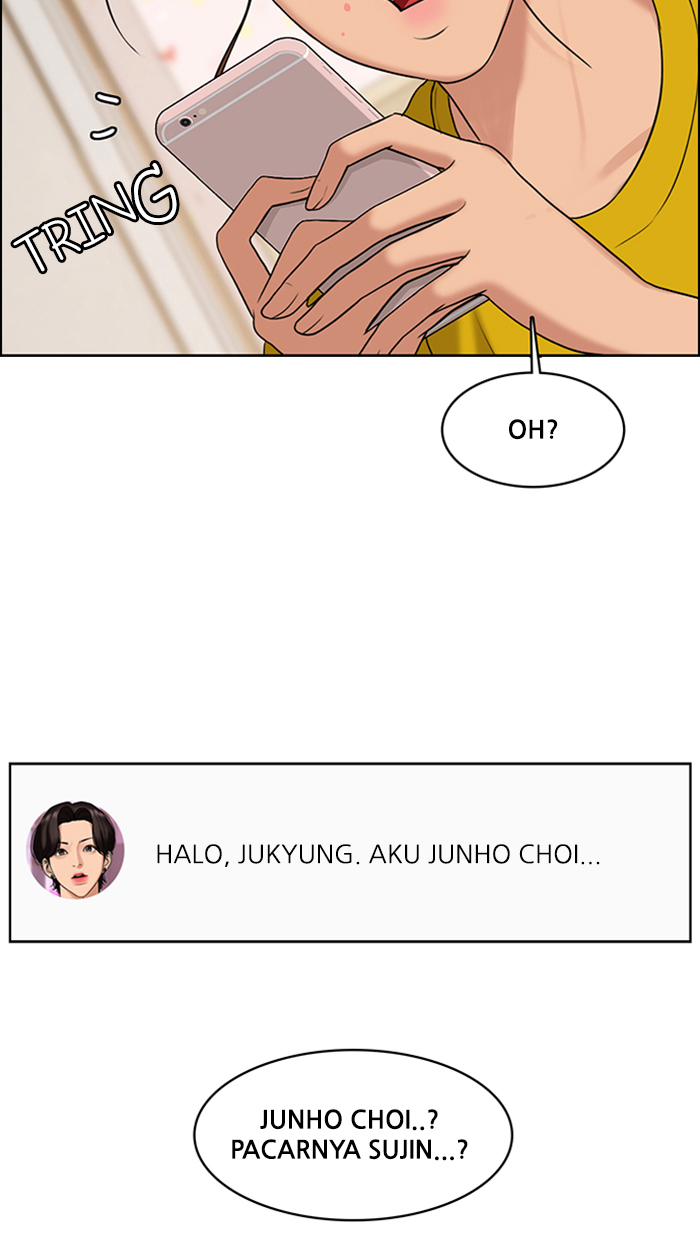 TRING
OH?
HALO, JUKYUNG. AKU JUNHO CHOI...
JUNHO CHOI..?
PACARNYA SUJIN...?